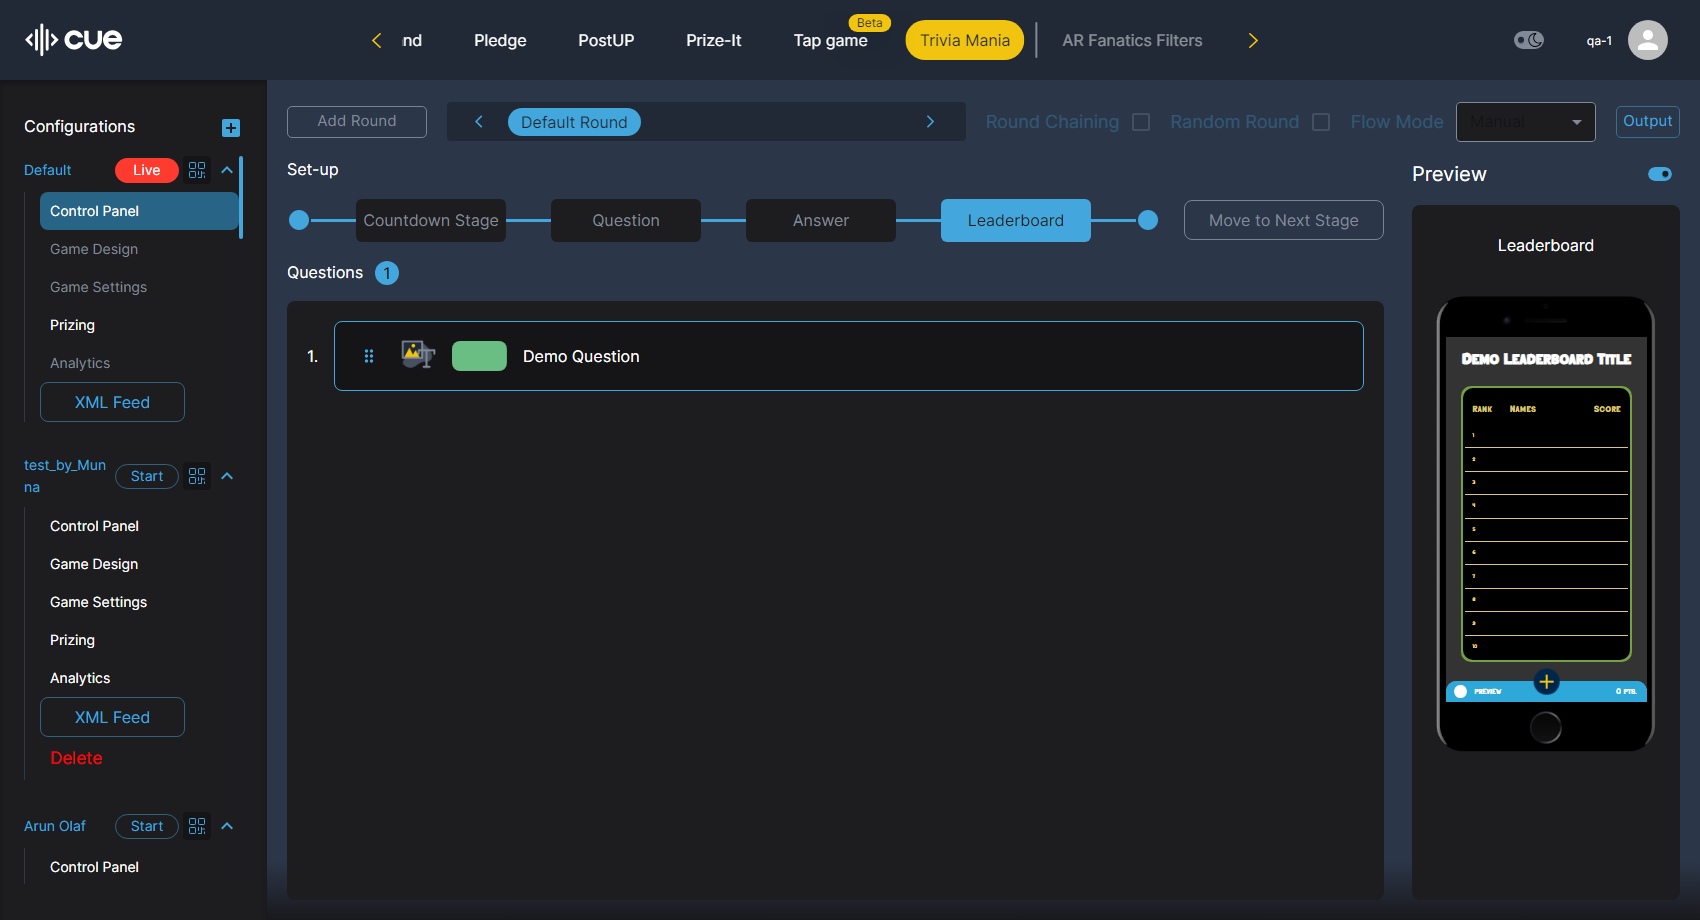 cue
nd
Pledge
PostUP
Prize-It
Tap game
Beta
Trivia Mania
AR Fanatics Filters
qa-1
Configurations
Default
Live
Control Panel
Game Design
Game Settings
Prizing
Analytics
XML Feed
test_by_Mun
na
Start
Control Panel
Game Design
Game Settings
Prizing
Analytics
XML Feed
Delete
Arun Olaf
Start
Control Panel
Add Round
Default Round
Round Chaining
Random Round
Flow Mode
Manual
Output
Set-up
Countdown Stage
Question
Answer
Leaderboard
Move to Next Stage
Questions 1
1.
Demo Question
Preview
Leaderboard
Demo Leaderboard Title
Rank Names Score
1
2
3
4
5
6
7
8
9
10
PREVIEW
0 PTS.